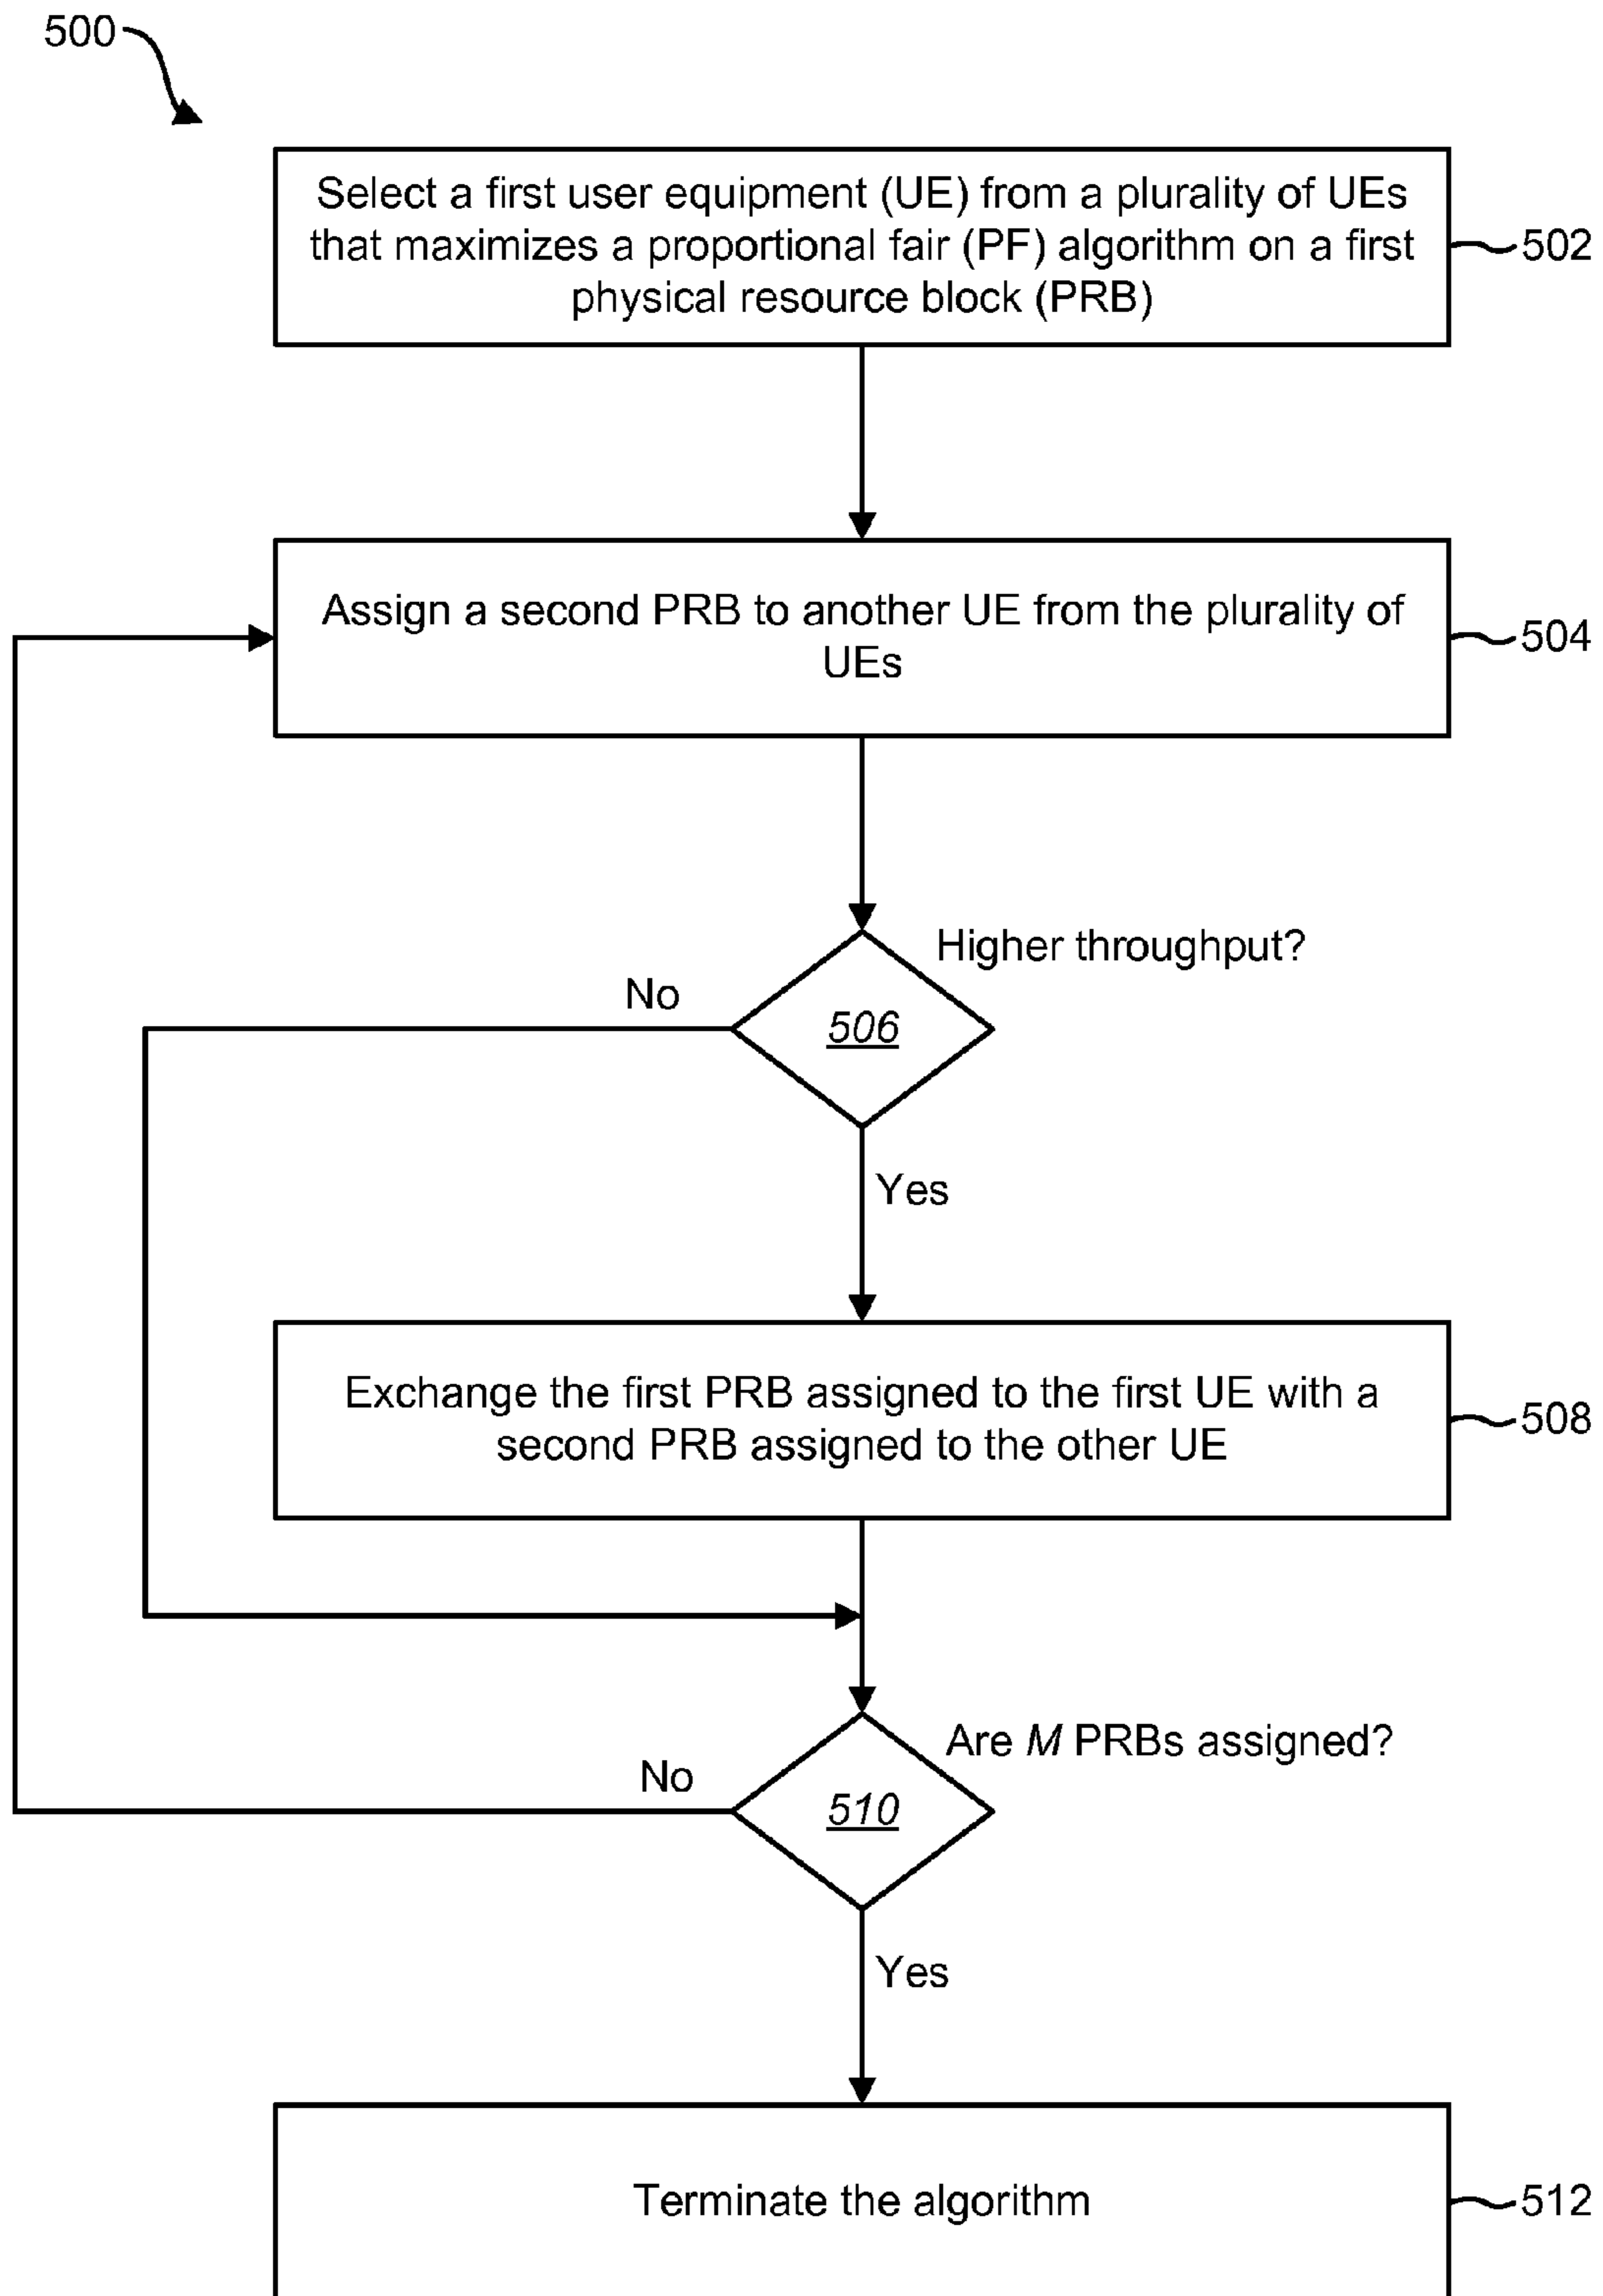 500
Select a first user equipment (UE) from a plurality of UEs
that maximizes a proportional fair (PF) algorithm on a first
physical resource block (PRB)
502
Assign a second PRB to another UE from the plurality of
UEs
504
Higher throughput?
No
506
Yes
Exchange the first PRB assigned to the first UE with a
second PRB assigned to the other UE
508
Are M PRBs assigned?
No
510
Yes
Terminate the algorithm
512